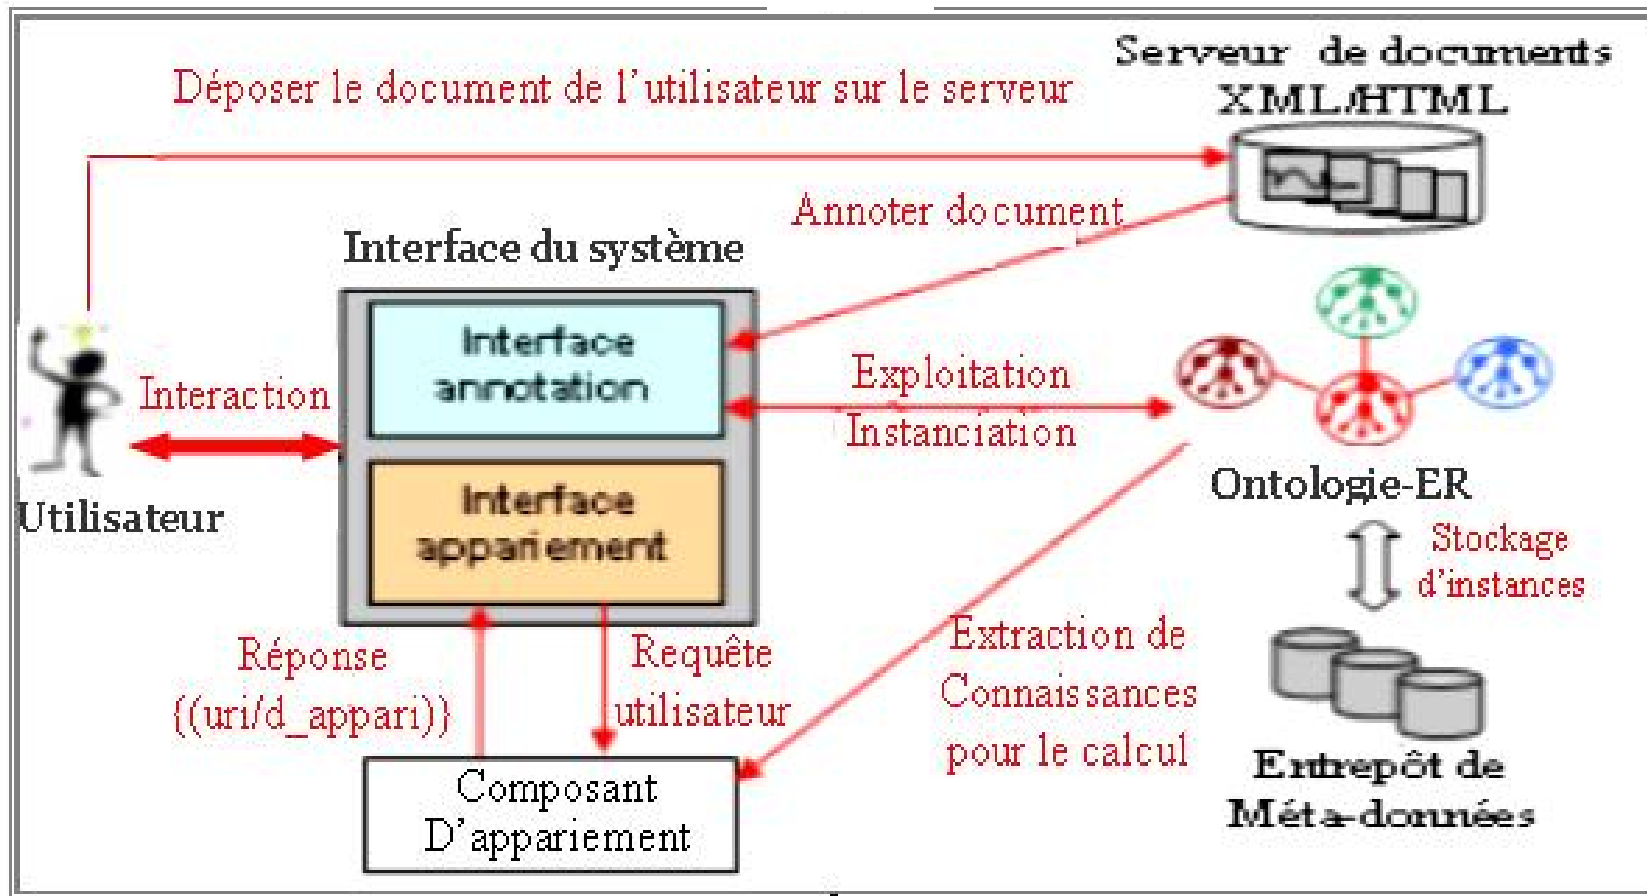 Serveur de documents
XML/HTML
Déposer le document de l'utilisateur sur le serveur
Annoter document
Interface du système
Interface
annotation
Exploitation
Instanciation
Interaction
Utilisateur
Interface
appariement
Ontologie-ER
Stockage
d'instances
Réponse
{(uri/d_appari)}
Requête
utilisateur
Extraction de
Connaissances
pour le calcul
Composant
D'appariement
Entrepôt de
Méta-données